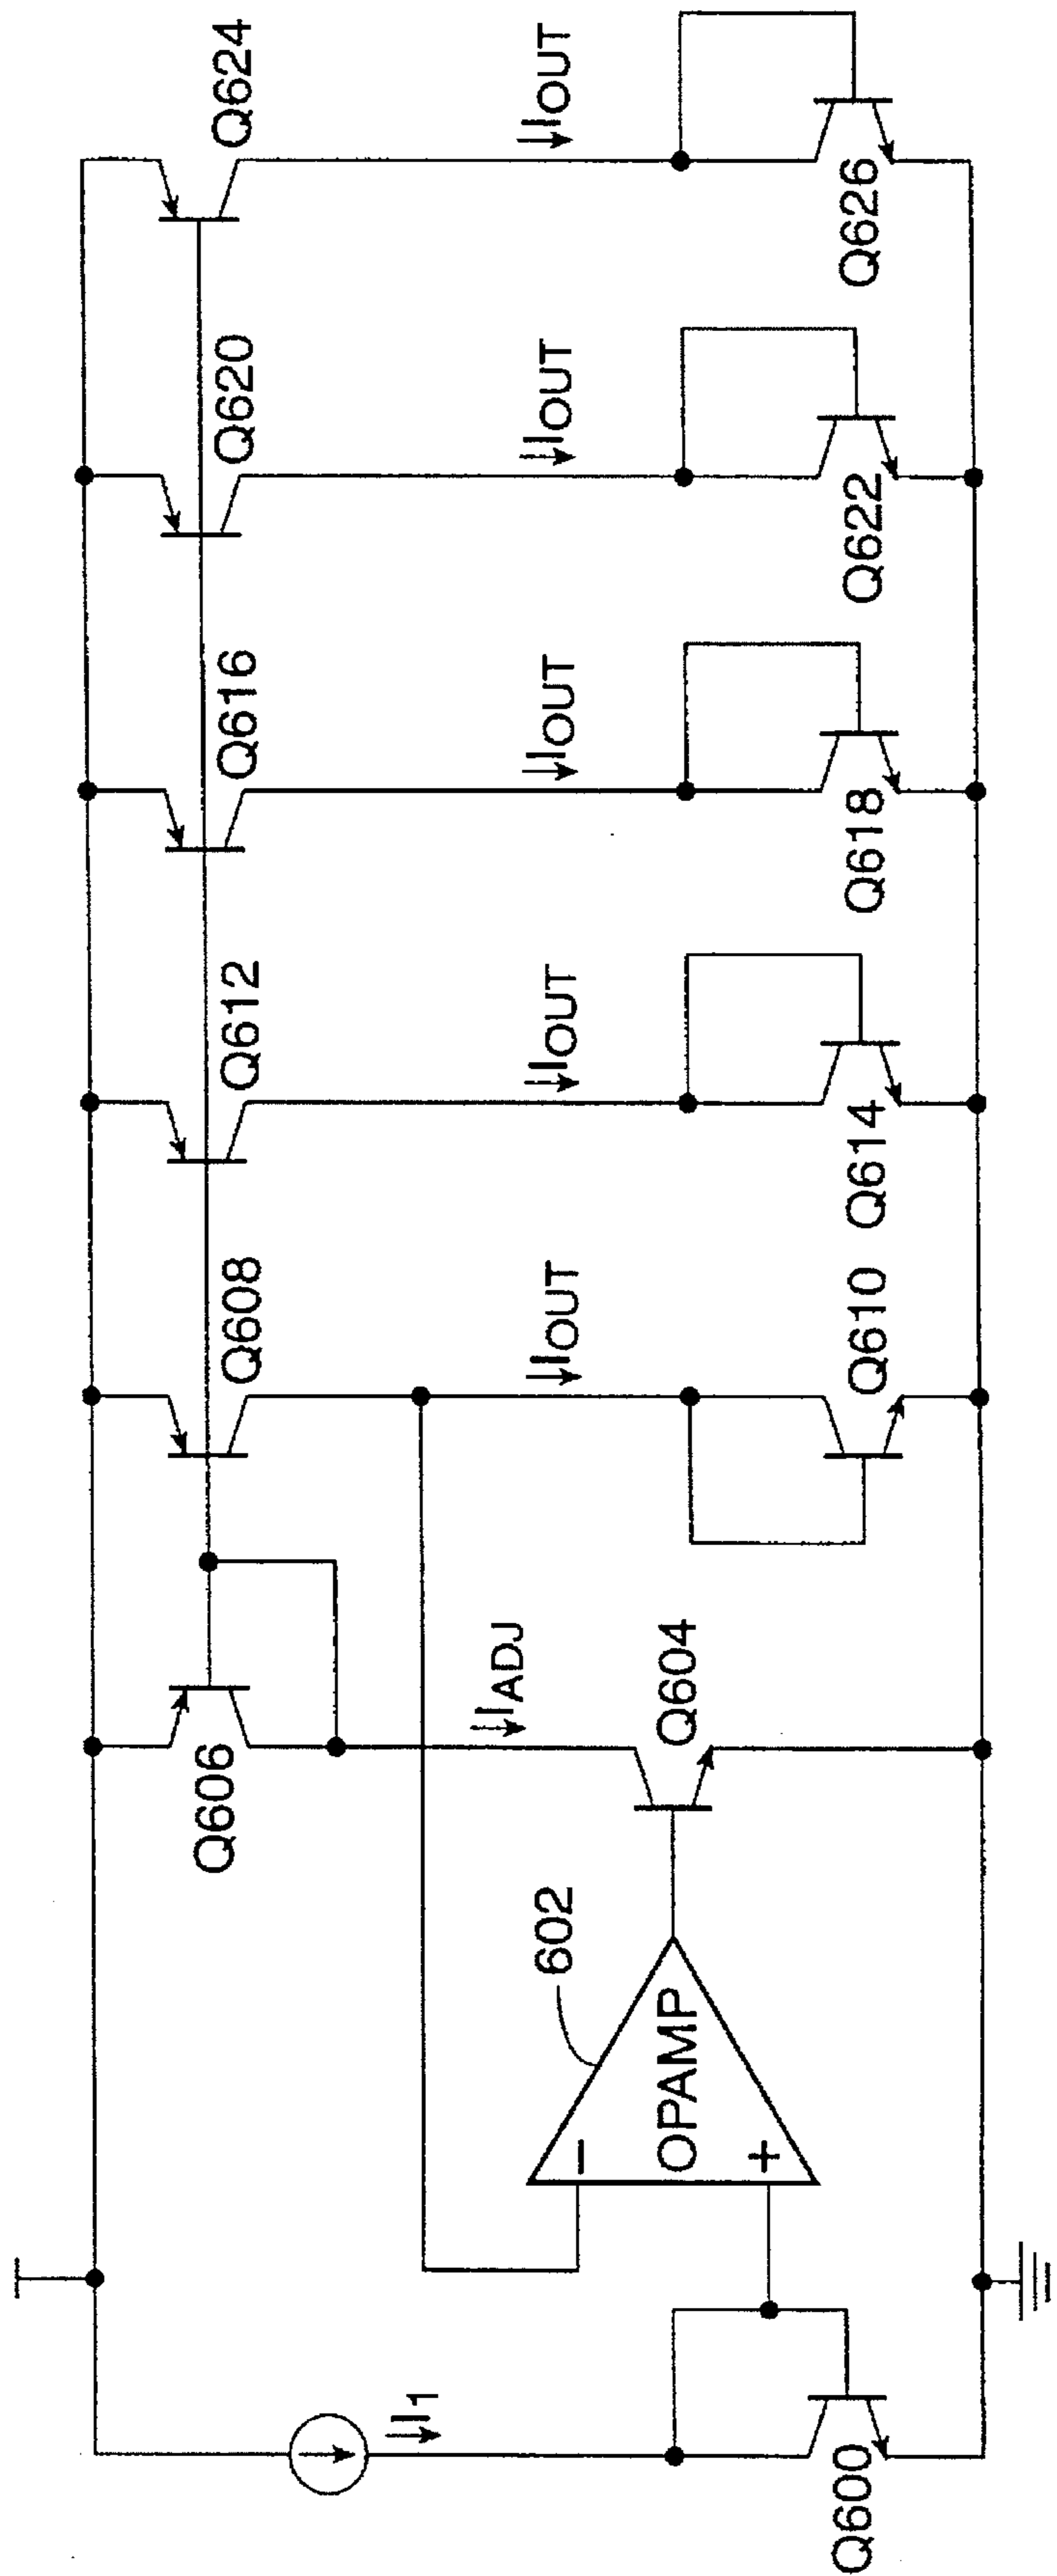 Q606
Q608
Q612
Q616
Q620
Q624
I1
IADJ
IOUT
IOUT
IOUT
IOUT
IOUT
602
OPAMP
−
+
Q600
Q604
Q610
Q614
Q618
Q622
Q626